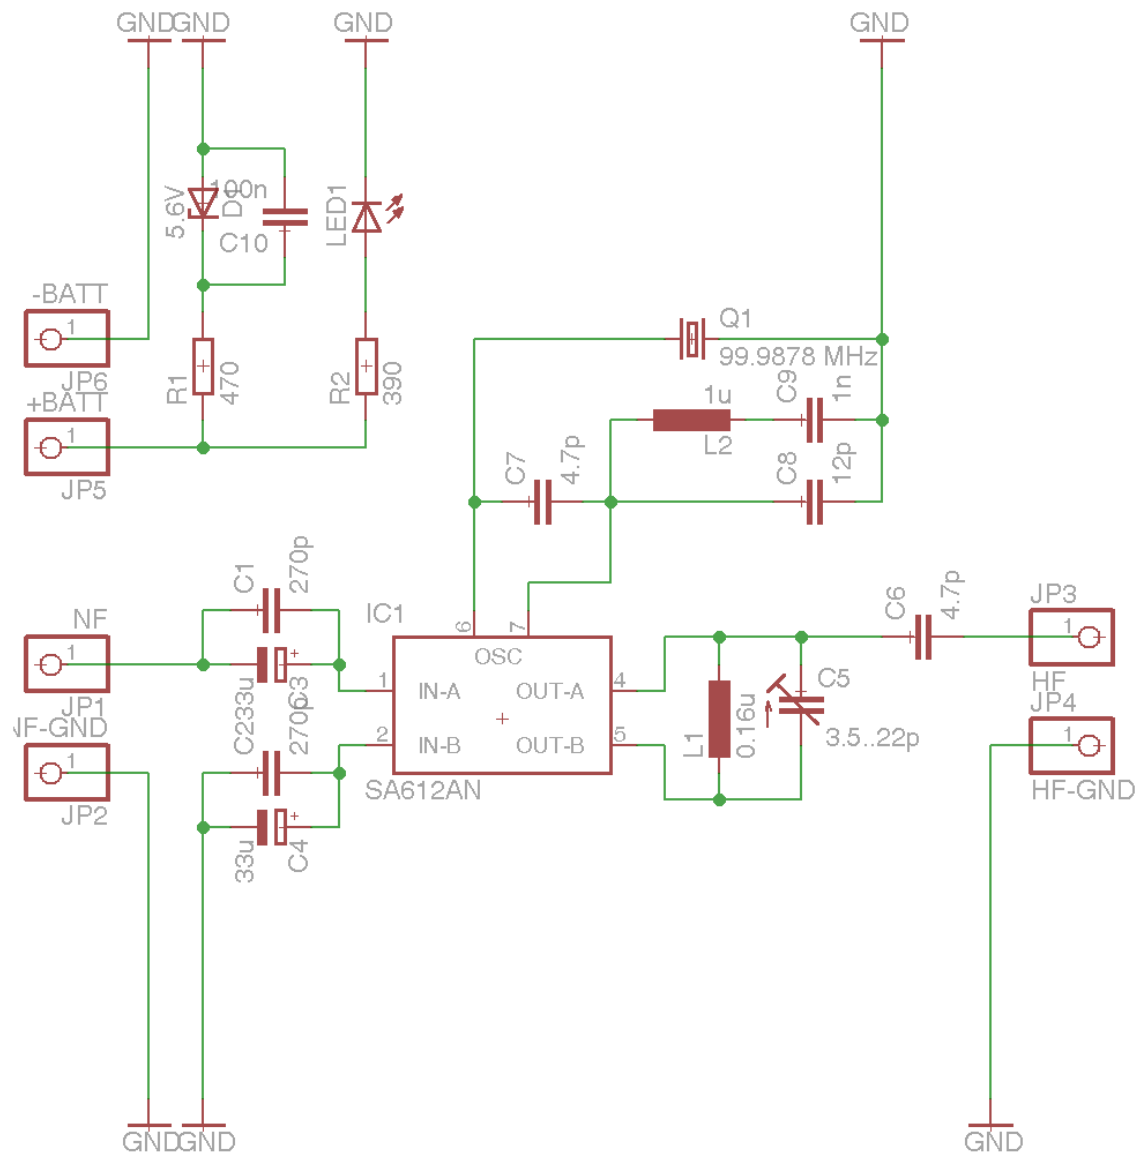 GND
GND
GND
GND
5.6V
D1
100n
C10
LED1
-BATT
1
JP6
+BATT
1
JP5
R1
470
R2
390
Q1
99.9878 MHz
1u
L2
C9
1n
C7
4.7p
C8
12p
C1
270p
NF
1
JP1
C2
33u
C3
270p
NF-GND
1
JP2
33u
C4
IC1
6
7
OSC
1
IN-A
OUT-A
4
2
IN-B
OUT-B
5
SA612AN
L1
0.16u
C5
3.5..22p
C6
4.7p
JP3
1
HF
JP4
1
HF-GND
GND
GND
GND